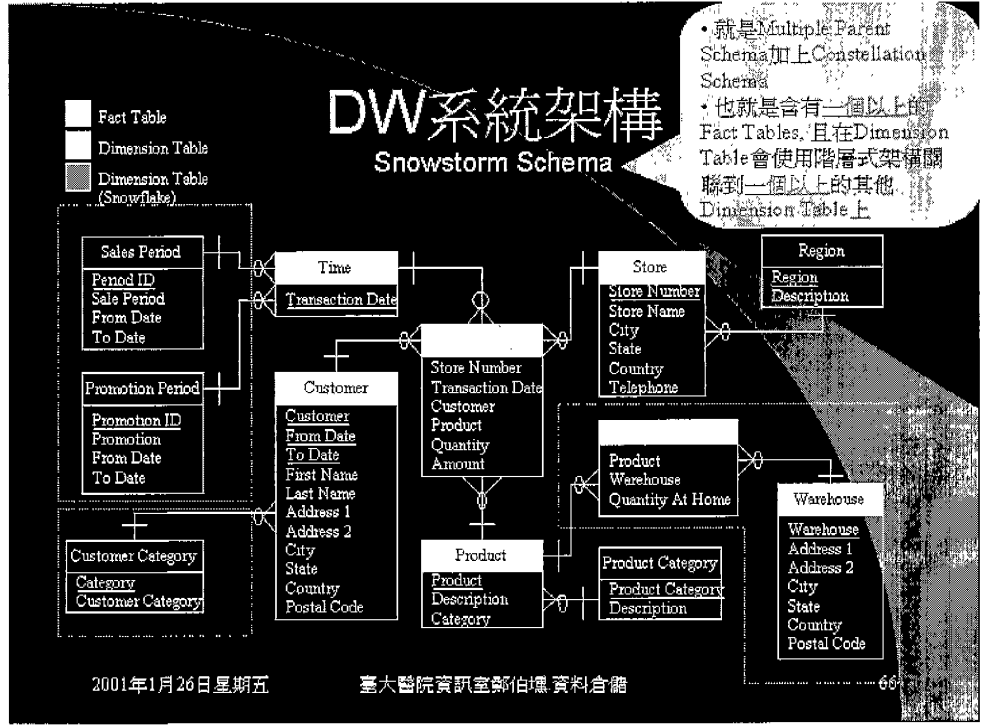 • 就是Multiple Parent
Schema加上Constellation
Schema
• 也就是含有一個以上的
Fact Tables, 且在Dimension
Table會使用階層式架構關
聯到一個以上的其他
Dimension Table上
DW系統架構
Snowstorm Schema
Fact Table
Dimension Table
Dimension Table
(Snowflake)
Sales Period
Period ID
Sale Period
From Date
To Date
Promotion Period
Promotion ID
Promotion
From Date
To Date
Customer Category
Category
Customer Category
Time
Transaction Date
Customer
Customer
From Date
To Date
First Name
Last Name
Address 1
Address 2
City
State
Country
Postal Code
Store Number
Transaction Date
Customer
Product
Quantity
Amount
Product
Product
Description
Category
Store
Store Number
Store Name
City
State
Country
Telephone
Region
Region
Description
Product
Warehouse
Quantity At Home
Product Category
Product Category
Description
Warehouse
Warehouse
Address 1
Address 2
City
State
Country
Postal Code
2001年1月26日星期五
臺大醫院資訊室鄭伯壎 資料倉儲
66